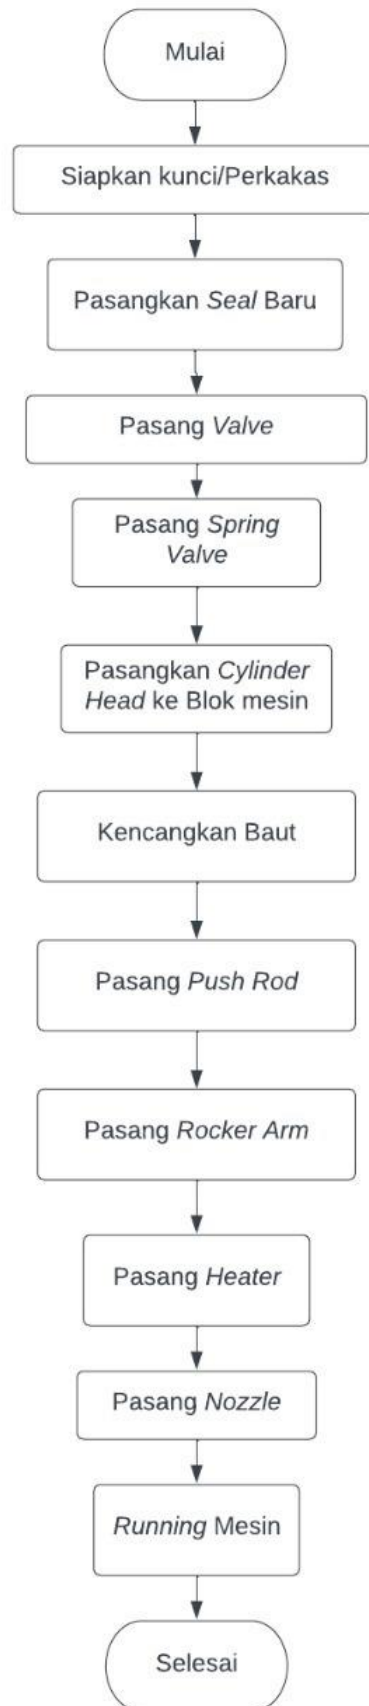 Mulai
Siapkan kunci/Perkakas
Pasangkan Seal Baru
Pasang Valve
Pasang Spring
Valve
Pasangkan Cylinder
Head ke Blok mesin
Kencangkan Baut
Pasang Push Rod
Pasang Rocker Arm
Pasang Heater
Pasang Nozzle
Running Mesin
Selesai